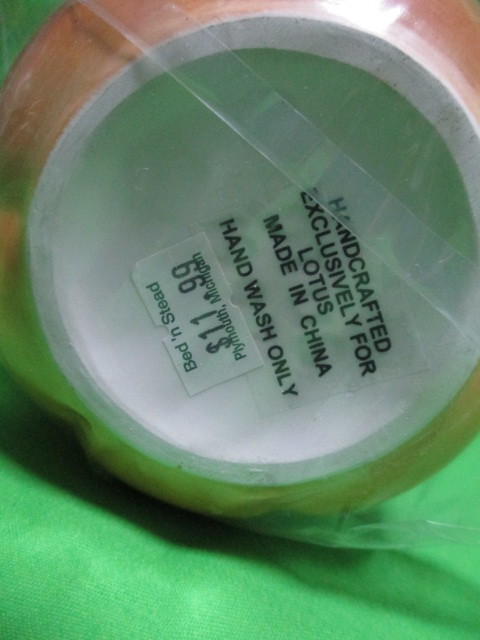 HANDCRAFTED
EXCLUSIVELY FOR
LOTUS
MADE IN CHINA
HAND WASH ONLY
Bed 'n Stead
$11.99
Plymouth, Michigan